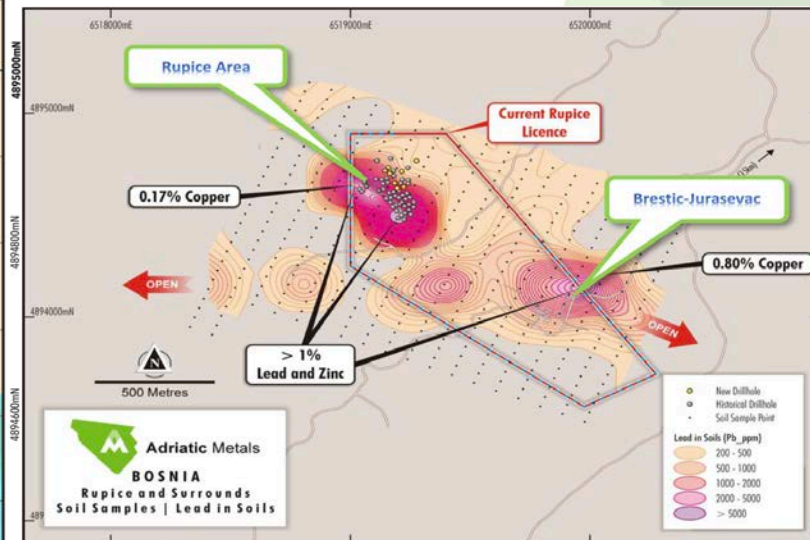 6518000mE
6519000mE
6520000mE
4895000mN
4894800mN
4894600mN
4895000mN
4894000mN
Rupice Area
Current Rupice
Licence
0.17% Copper
Brestic-Jurasevac
0.80% Copper
OPEN
OPEN
> 1%
Lead and Zinc
N
500 Metres
Adriatic Metals
BOSNIA
Rupice and Surrounds
Soil Samples | Lead in Soils
New Drillhole
Historical Drillhole
Soil Sample Point
Lead in Soils (Pb_ppm)
200 - 500
500 - 1000
1000 - 2000
2000 - 5000
> 5000